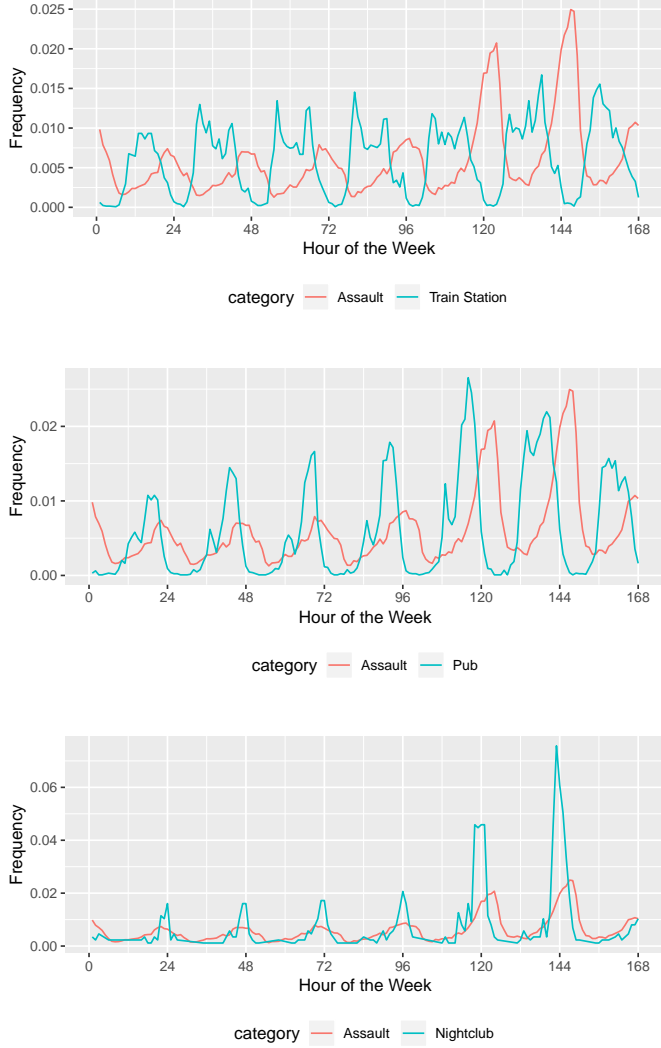 0.025
0.020
0.015
0.010
0.005
0.000
Frequency
0 24 48 72 96 120 144 168
Hour of the Week
category Assault Train Station
0.02
0.01
0.00
Frequency
0 24 48 72 96 120 144 168
Hour of the Week
category Assault Pub
0.06
0.04
0.02
0.00
Frequency
0 24 48 72 96 120 144 168
Hour of the Week
category Assault Nightclub